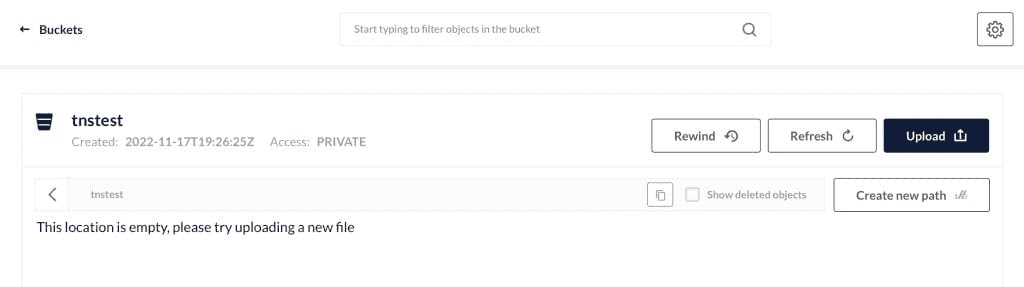 Buckets
Start typing to filter objects in the bucket
tnstest
Created: 2022-11-17T19:26:25Z Access: PRIVATE
Rewind
Refresh
Upload
tnstest
Show deleted objects
Create new path
This location is empty, please try uploading a new file